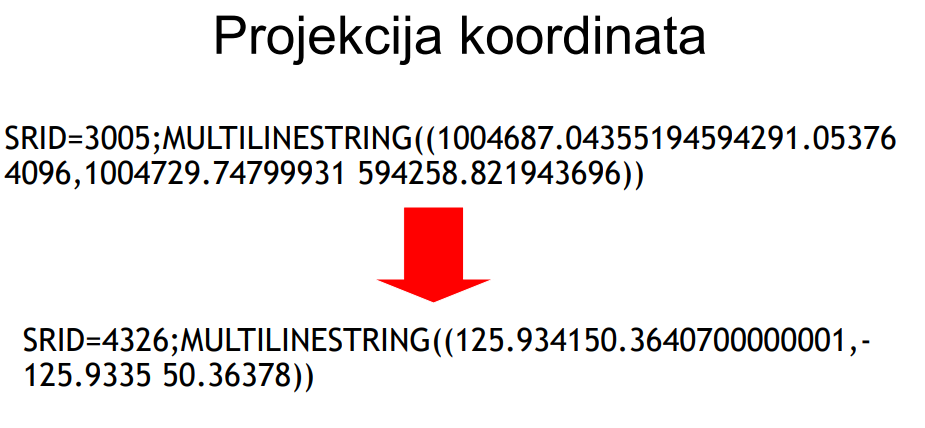 Projekcija koordinata
SRID=3005;MULTILINESTRING((1004687.04355194594291.05376
4096,1004729.74799931 594258.821943696))
SRID=4326;MULTILINESTRING((125.934150.3640700000001,-
125.9335 50.36378))